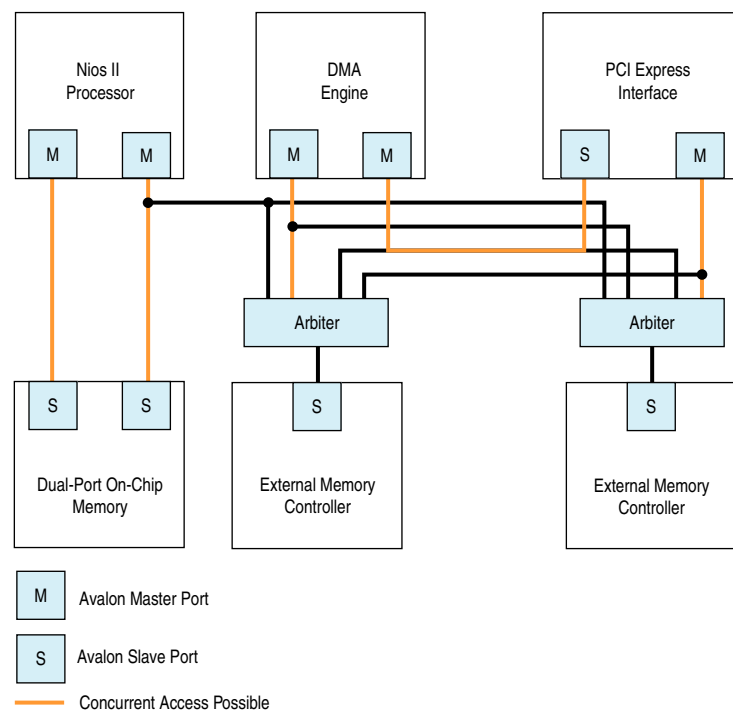 Nios II
Processor
DMA
Engine
PCI Express
Interface
M
M
M
M
S
M
Arbiter
Arbiter
S
S
S
S
Dual-Port On-Chip
Memory
External Memory
Controller
External Memory
Controller
M
Avalon Master Port
S
Avalon Slave Port
Concurrent Access Possible